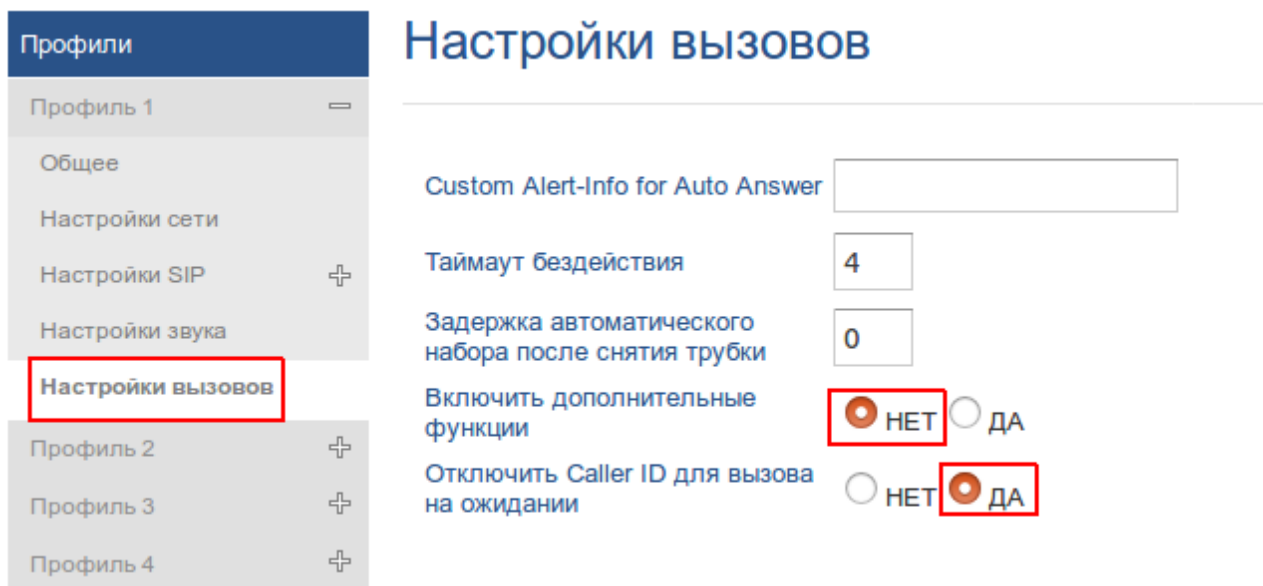 Профили
Профиль 1
Общее
Настройки сети
Настройки SIP
Настройки звука
Настройки вызовов
Профиль 2
Профиль 3
Профиль 4
Настройки вызовов
Custom Alert-Info for Auto Answer
Таймаут бездействия 4
Задержка автоматического
набора после снятия трубки 0
Включить дополнительные
функции НЕТ ДА
Отключить Caller ID для вызова
на ожидании НЕТ ДА